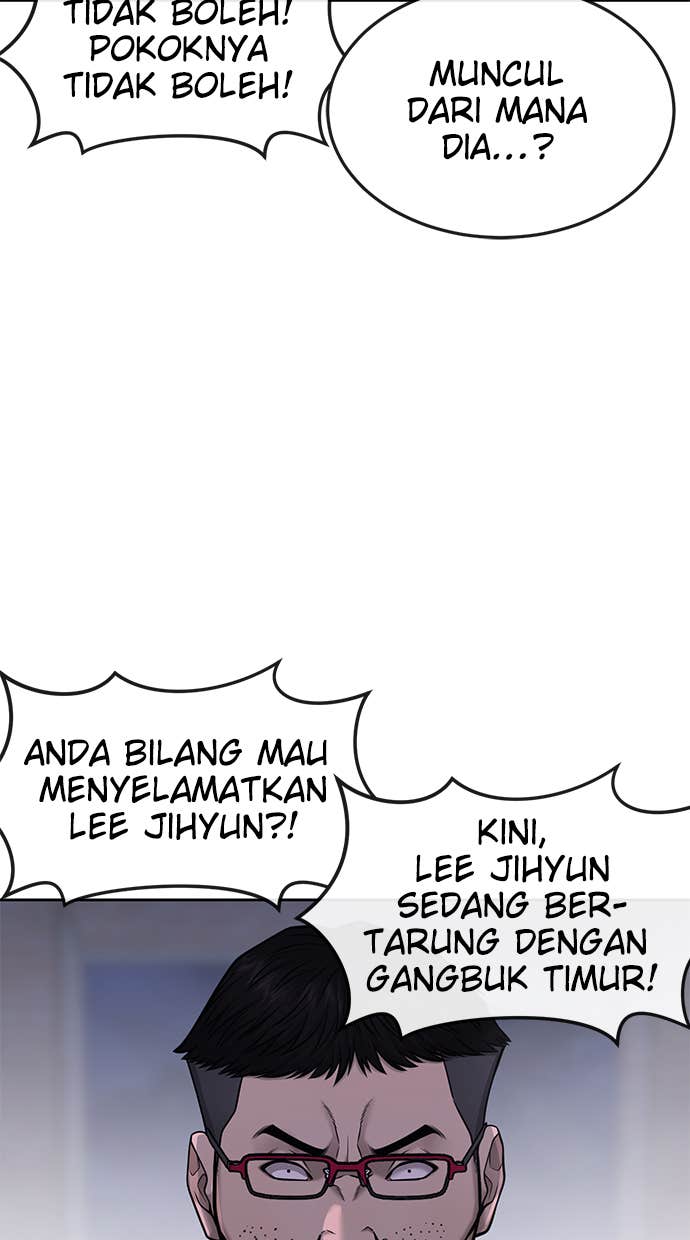 TIDAK BOLEH!
POKOKNYA
TIDAK BOLEH!
MUNCUL
DARI MANA
DIA...?
ANDA BILANG MAU
MENYELAMATKAN
LEE JIHYUN?!
KINI,
LEE JIHYUN
SEDANG BER-
TARUNG DENGAN
GANGBUK TIMUR!